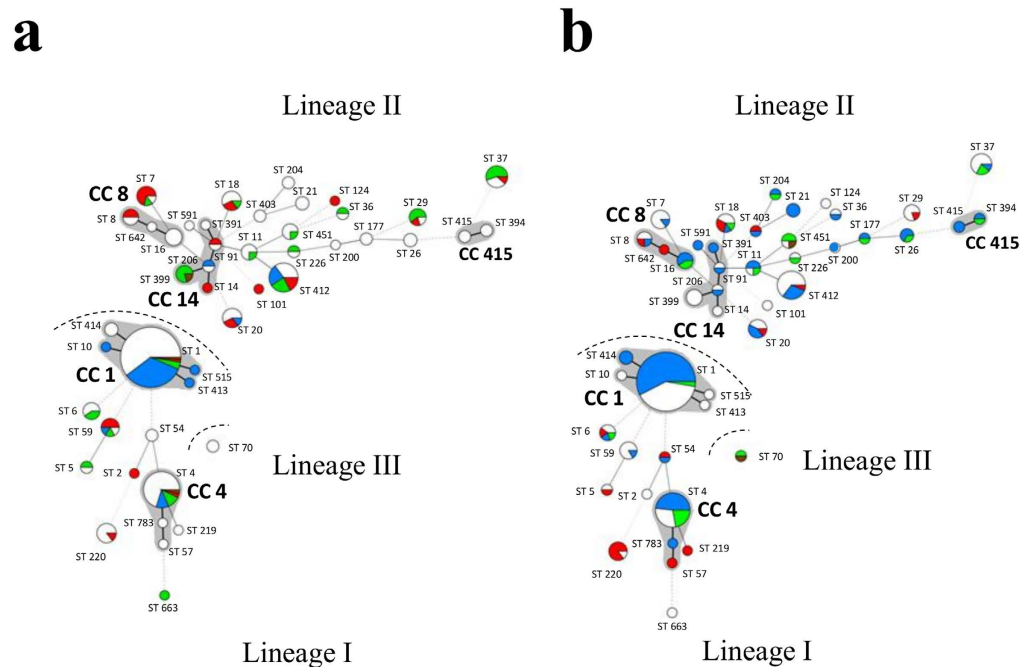 a
Lineage II
ST 37
ST 204
ST 7
CC 8
ST 18
ST 21
ST 124
ST 591
ST 403
ST 36
ST 29
ST 8
ST 391
ST 415
ST 394
ST 642
ST 11
ST 451
ST 177
ST 16
ST 226
ST 200
ST 26
CC 415
ST 206
ST 91
ST 399
ST 14
ST 412
CC 14
ST 101
ST 20
ST 414
ST 10
ST 1
CC 1
ST 515
ST 413
ST 6
ST 59
ST 54
ST 70
ST 5
ST 2
ST 4
Lineage III
CC 4
ST 783
ST 219
ST 220
ST 57
ST 663
Lineage I
b
Lineage II
ST 37
ST 204
ST 7
CC 8
ST 18
ST 21
ST 124
ST 403
ST 36
ST 29
ST 591
ST 177
ST 8
ST 391
ST 415
ST 394
ST 642
ST 11
ST 451
ST 16
ST 226
ST 200
ST 26
CC 415
ST 206
ST 91
ST 399
ST 412
ST 14
ST 101
CC 14
ST 20
ST 414
ST 10
ST 1
CC 1
ST 515
ST 413
ST 6
ST 59
ST 54
ST 70
ST 5
ST 2
ST 4
Lineage III
CC 4
ST 783
ST 219
ST 220
ST 57
ST 663
Lineage I